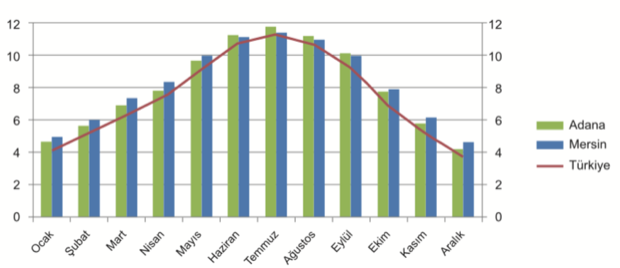 12 12
10 10
8 8
6 6
4 4
2 2
0 0
Adana
Mersin
Türkiye
Ocak
Şubat
Mart
Nisan
Mayıs
Haziran
Temmuz
Ağustos
Eylül
Ekim
Kasım
Aralık